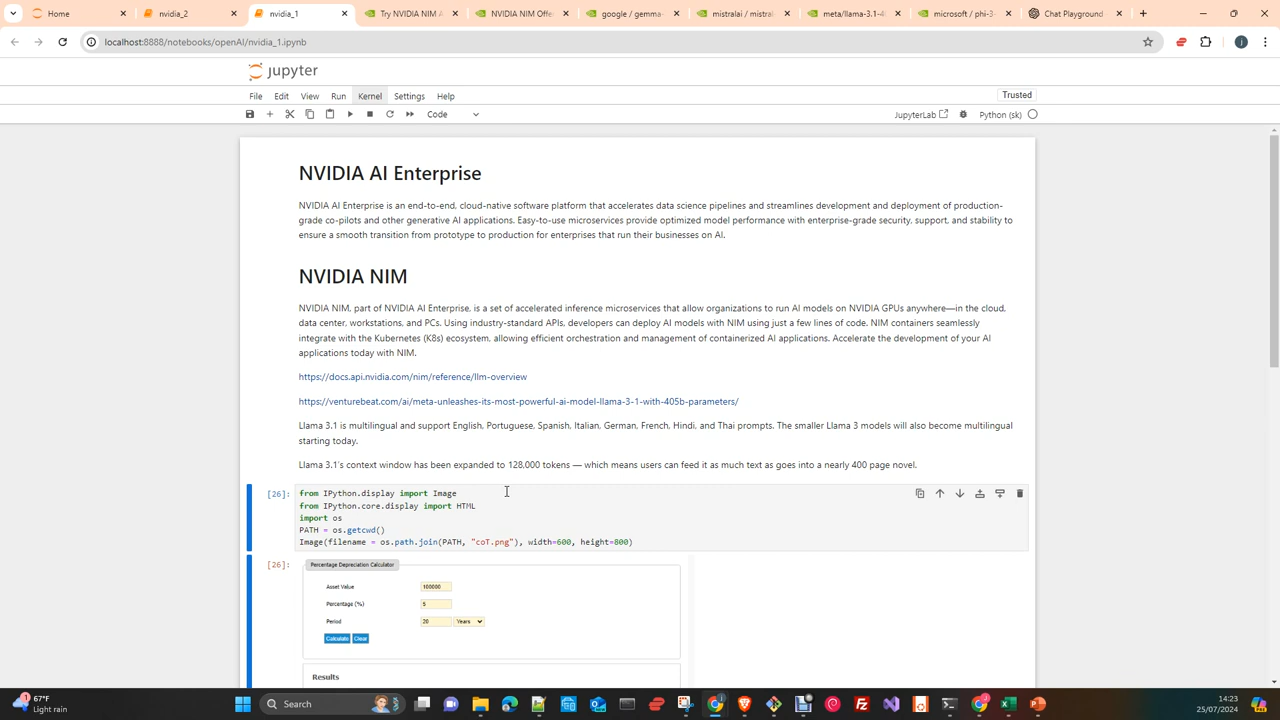 Home
nvidia_2
nvidia_1
Try NVIDIA NIM A
NVIDIA NIM Offe
google / gemma-
mistralai / mistral
meta/llama-3.1-4
microsoft / phi-3-
Chat Playground
localhost:8888/notebooks/openAI/nvidia_1.ipynb
jupyter
File Edit View Run Kernel Settings Help
Trusted
Code
JupyterLab
Python (sk)
NVIDIA AI Enterprise
NVIDIA AI Enterprise is an end-to-end, cloud-native software platform that accelerates data science pipelines and streamlines development and deployment of production-
grade co-pilots and other generative AI applications. Easy-to-use microservices provide optimized model performance with enterprise-grade security, support, and stability to
ensure a smooth transition from prototype to production for enterprises that run their businesses on AI.
NVIDIA NIM
NVIDIA NIM, part of NVIDIA AI Enterprise, is a set of accelerated inference microservices that allow organizations to run AI models on NVIDIA GPUs anywhere—in the cloud,
data center, workstations, and PCs. Using industry-standard APIs, developers can deploy AI models with NIM using just a few lines of code. NIM containers seamlessly
integrate with the Kubernetes (K8s) ecosystem, allowing efficient orchestration and management of containerized AI applications. Accelerate the development of your AI
applications today with NIM.
https://docs.api.nvidia.com/nim/reference/llm-overview
https://venturebeat.com/ai/meta-unleashes-its-most-powerful-ai-model-llama-3-1-with-405b-parameters/
Llama 3.1 is multilingual and support English, Portuguese, Spanish, Italian, German, French, Hindi, and Thai prompts. The smaller Llama 3 models will also become multilingual
starting today.
Llama 3.1's context window has been expanded to 128,000 tokens — which means users can feed it as much text as goes into a nearly 400 page novel.
[26]:
from IPython.display import Image
from IPython.core.display import HTML
import os
PATH = os.getcwd()
Image(filename = os.path.join(PATH, "coT.png"), width=600, height=800)
[26]:
Percentage Depreciation Calculator
Asset Value 100000
Percentage (%) 5
Period 20 Years
Calculate Clear
Results
67°F
Light rain
1
Search
14:23
25/07/2024